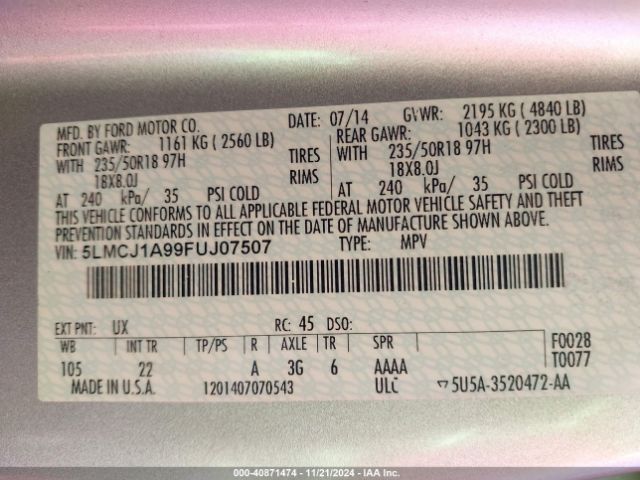 MFD. BY FORD MOTOR CO. DATE: 07/14 GVWR: 2195 KG ( 4840 LB)
FRONT GAWR: 1161 KG ( 2560 LB) REAR GAWR: 1043 KG ( 2300 LB)
WITH 235/50R18 97H TIRES WITH 235/50R18 97H TIRES
18X8.0J RIMS 18X8.0J RIMS
AT 240 kPa/ 35 PSI COLD AT 240 kPa/ 35 PSI COLD
THIS VEHICLE CONFORMS TO ALL APPLICABLE FEDERAL MOTOR VEHICLE SAFETY AND THEFT
PREVENTION STANDARDS IN EFFECT ON THE DATE OF MANUFACTURE SHOWN ABOVE.
VIN: 5LMCJ1A99FUJ07507 TYPE: MPV
EXT PNT: UX RC: 45 DSO: F0028
WB INT TR TP/PS R AXLE TR SPR T0077
105 22 A 3G 6 AAAA
MADE IN U.S.A. 1201407070543 ULC 5U5A-3520472-AA
000-40871474 - 11/21/2024 - IAA Inc.